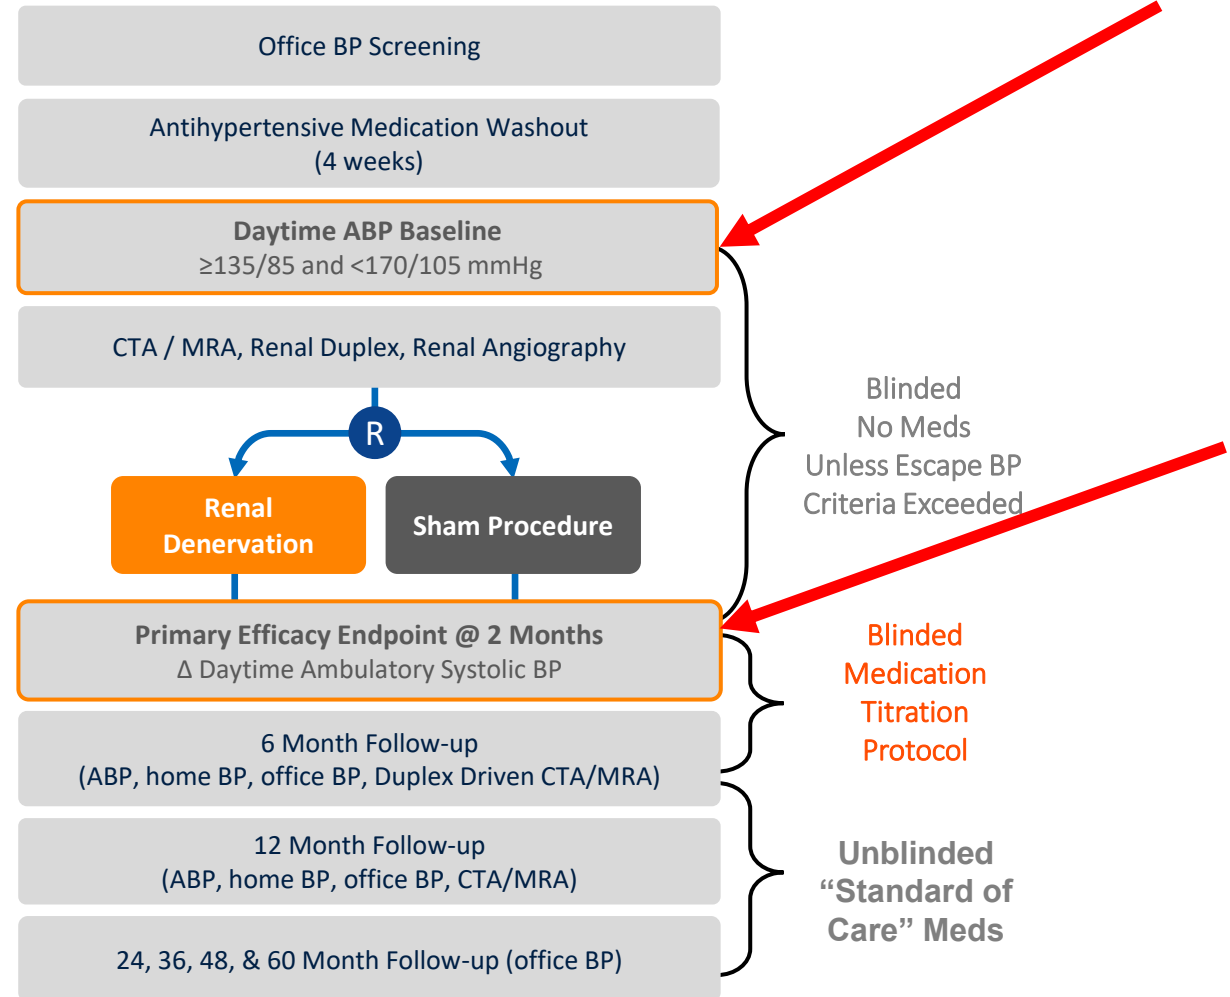 Office BP Screening
Antihypertensive Medication Washout
(4 weeks)
Daytime ABP Baseline
≥135/85 and <170/105 mmHg
CTA / MRA, Renal Duplex, Renal Angiography
R
Renal
Denervation
Sham Procedure
Blinded
No Meds
Unless Escape BP
Criteria Exceeded
Primary Efficacy Endpoint @ 2 Months
Δ Daytime Ambulatory Systolic BP
Blinded
Medication
Titration
Protocol
6 Month Follow-up
(ABP, home BP, office BP, Duplex Driven CTA/MRA)
12 Month Follow-up
(ABP, home BP, office BP, CTA/MRA)
24, 36, 48, & 60 Month Follow-up (office BP)
Unblinded
“Standard of
Care” Meds